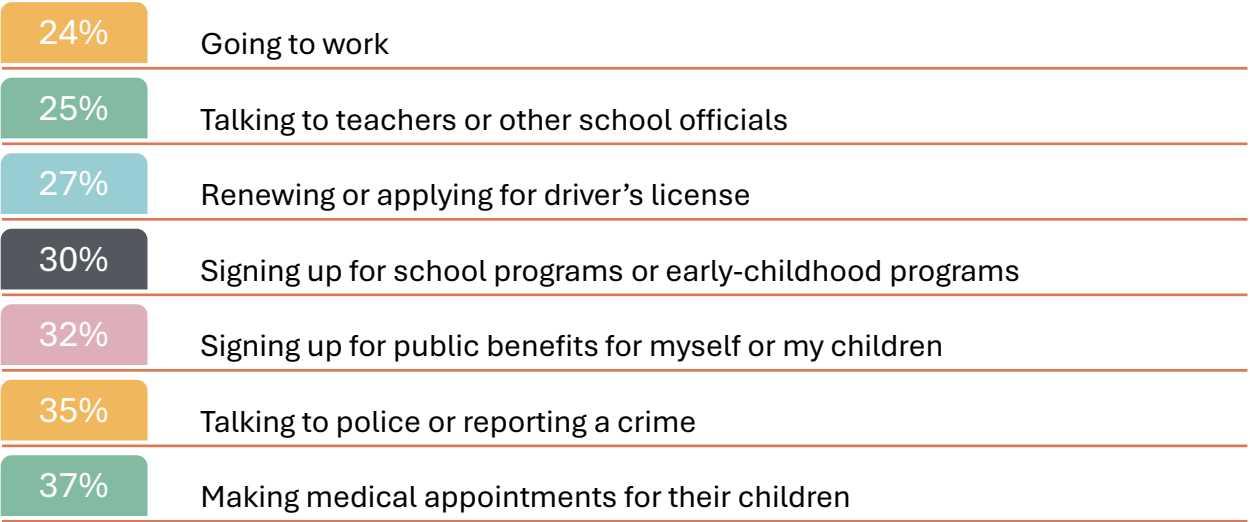 24% Going to work
25% Talking to teachers or other school officials
27% Renewing or applying for driver’s license
30% Signing up for school programs or early-childhood programs
32% Signing up for public benefits for myself or my children
35% Talking to police or reporting a crime
37% Making medical appointments for their children